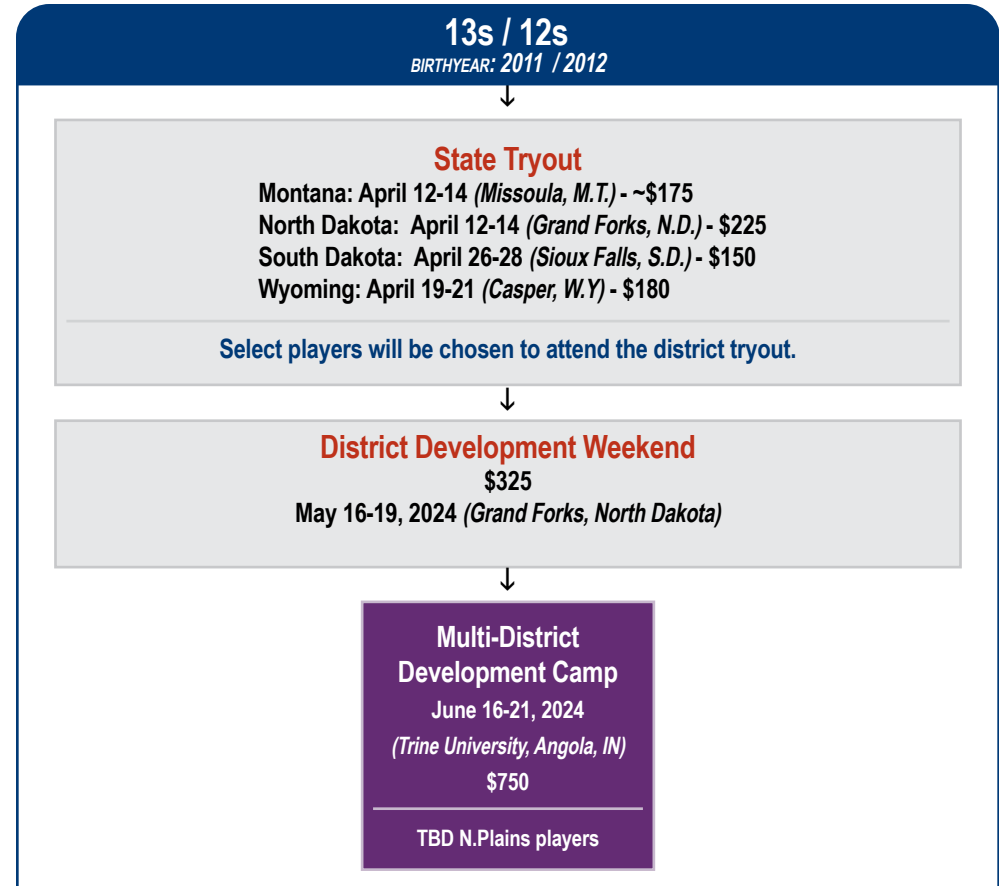 13s / 12s
BIRTHYEAR: 2011 / 2012
↓
State Tryout
Montana: April 12-14 (Missoula, M.T.) - ~$175
North Dakota: April 12-14 (Grand Forks, N.D.) - $225
South Dakota: April 26-28 (Sioux Falls, S.D.) - $150
Wyoming: April 19-21 (Casper, W.Y) - $180
Select players will be chosen to attend the district tryout.
↓
District Development Weekend
$325
May 16-19, 2024 (Grand Forks, North Dakota)
↓
Multi-District
Development Camp
June 16-21, 2024
(Trine University, Angola, IN)
$750
TBD N.Plains players